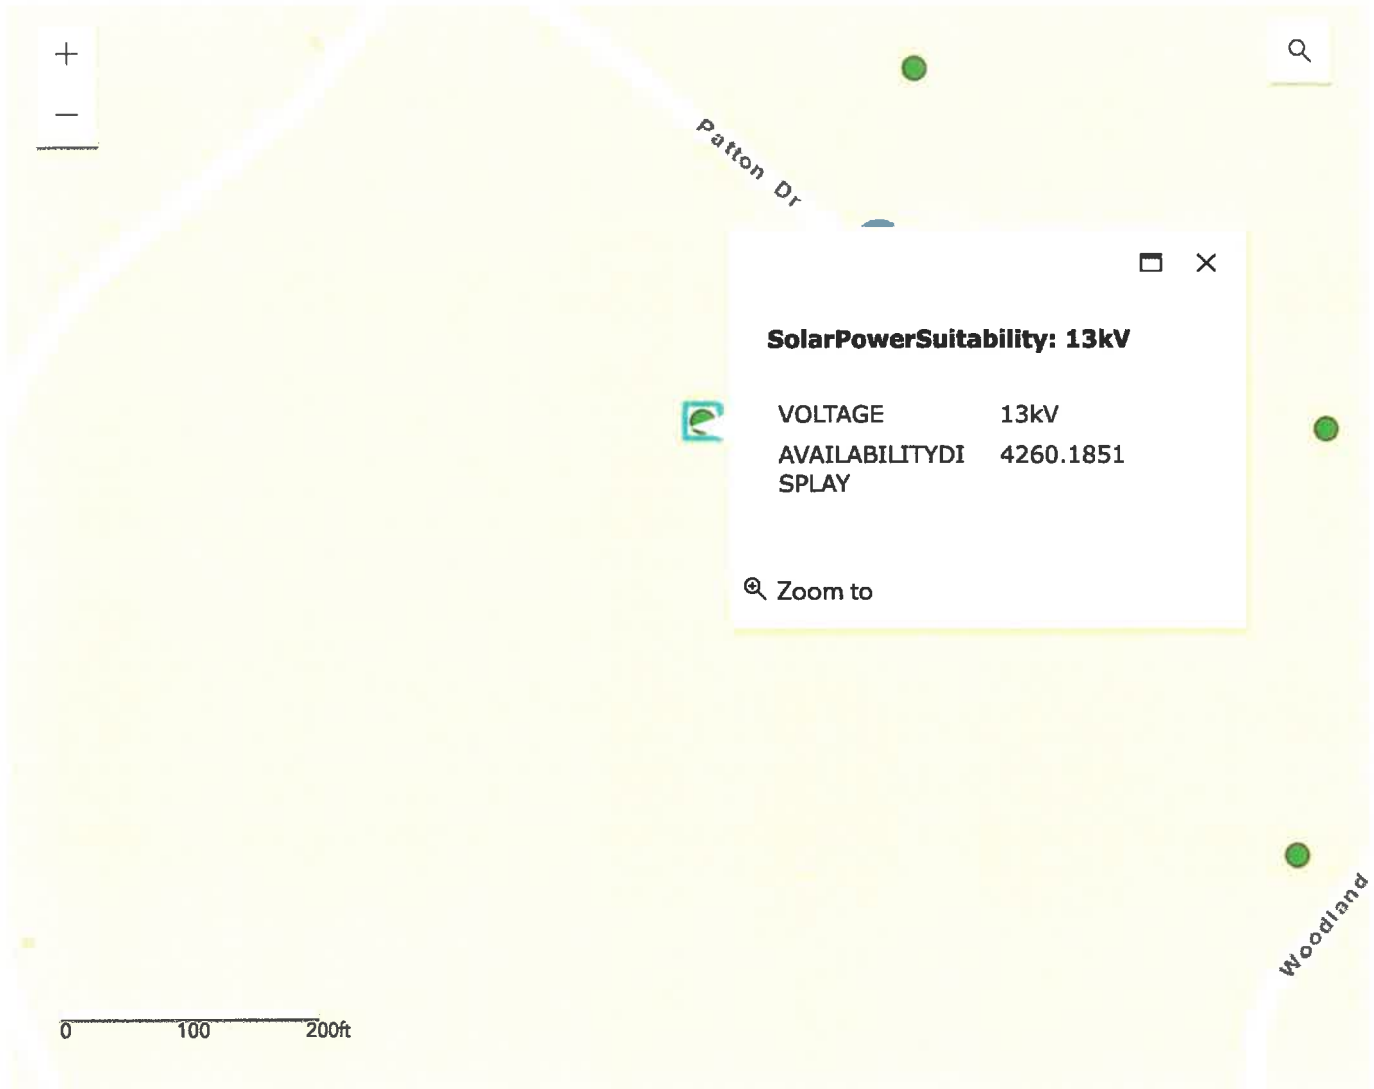 +
−
Patton Dr
SolarPowerSuitability: 13kV
VOLTAGE 13kV
AVAILABILITYDI 4260.1851
SPLAY
Zoom to
Woodland
0 100 200ft